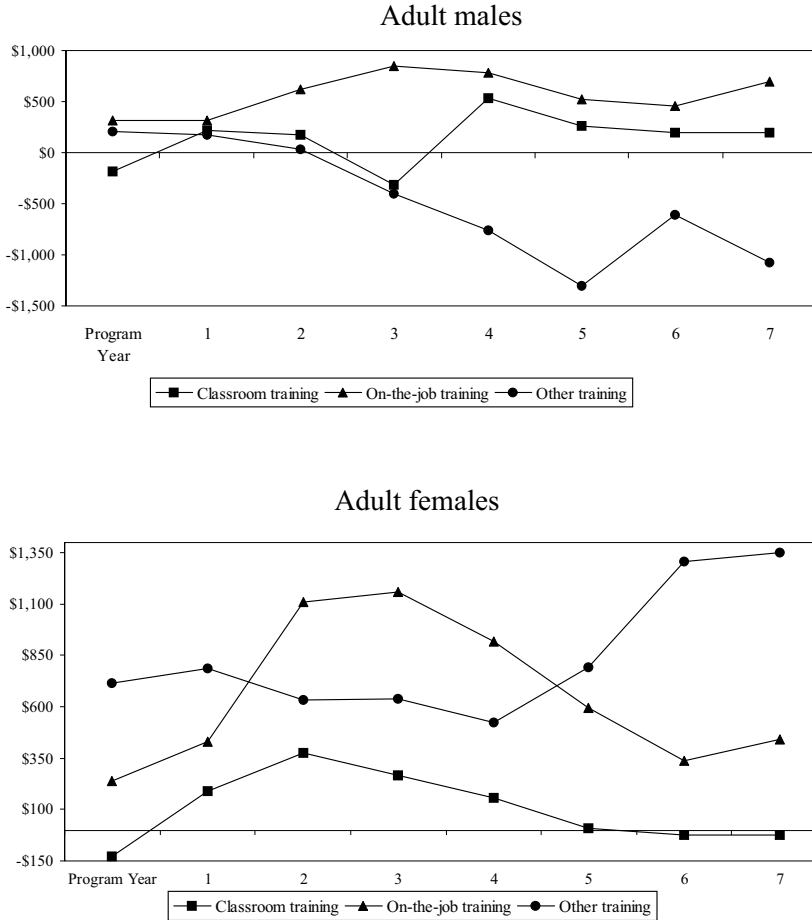 Adult males
$1,000
$500
$0
-$500
-$1,000
-$1,500
Program
Year
1
2
3
4
5
6
7
Classroom training
On-the-job training
Other training
Adult females
$1,350
$1,100
$850
$600
$350
$100
-$150
Program Year
1
2
3
4
5
6
7
Classroom training
On-the-job training
Other training